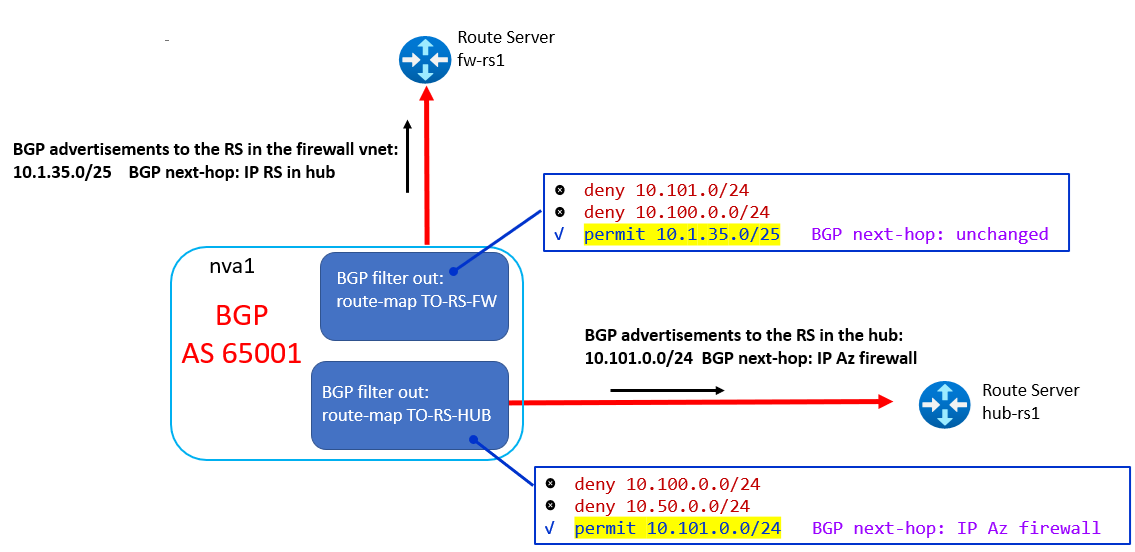 Route Server
fw-rs1
BGP advertisements to the RS in the firewall vnet:
10.1.35.0/25 BGP next-hop: IP RS in hub
deny 10.101.0/24
deny 10.100.0.0/24
√ permit 10.1.35.0/25 BGP next-hop: unchanged
nva1
BGP
AS 65001
BGP filter out:
route-map TO-RS-FW
BGP advertisements to the RS in the hub:
10.101.0.0/24 BGP next-hop: IP Az firewall
BGP filter out:
route-map TO-RS-HUB
Route Server
hub-rs1
deny 10.100.0.0/24
deny 10.50.0.0/24
√ permit 10.101.0.0/24 BGP next-hop: IP Az firewall